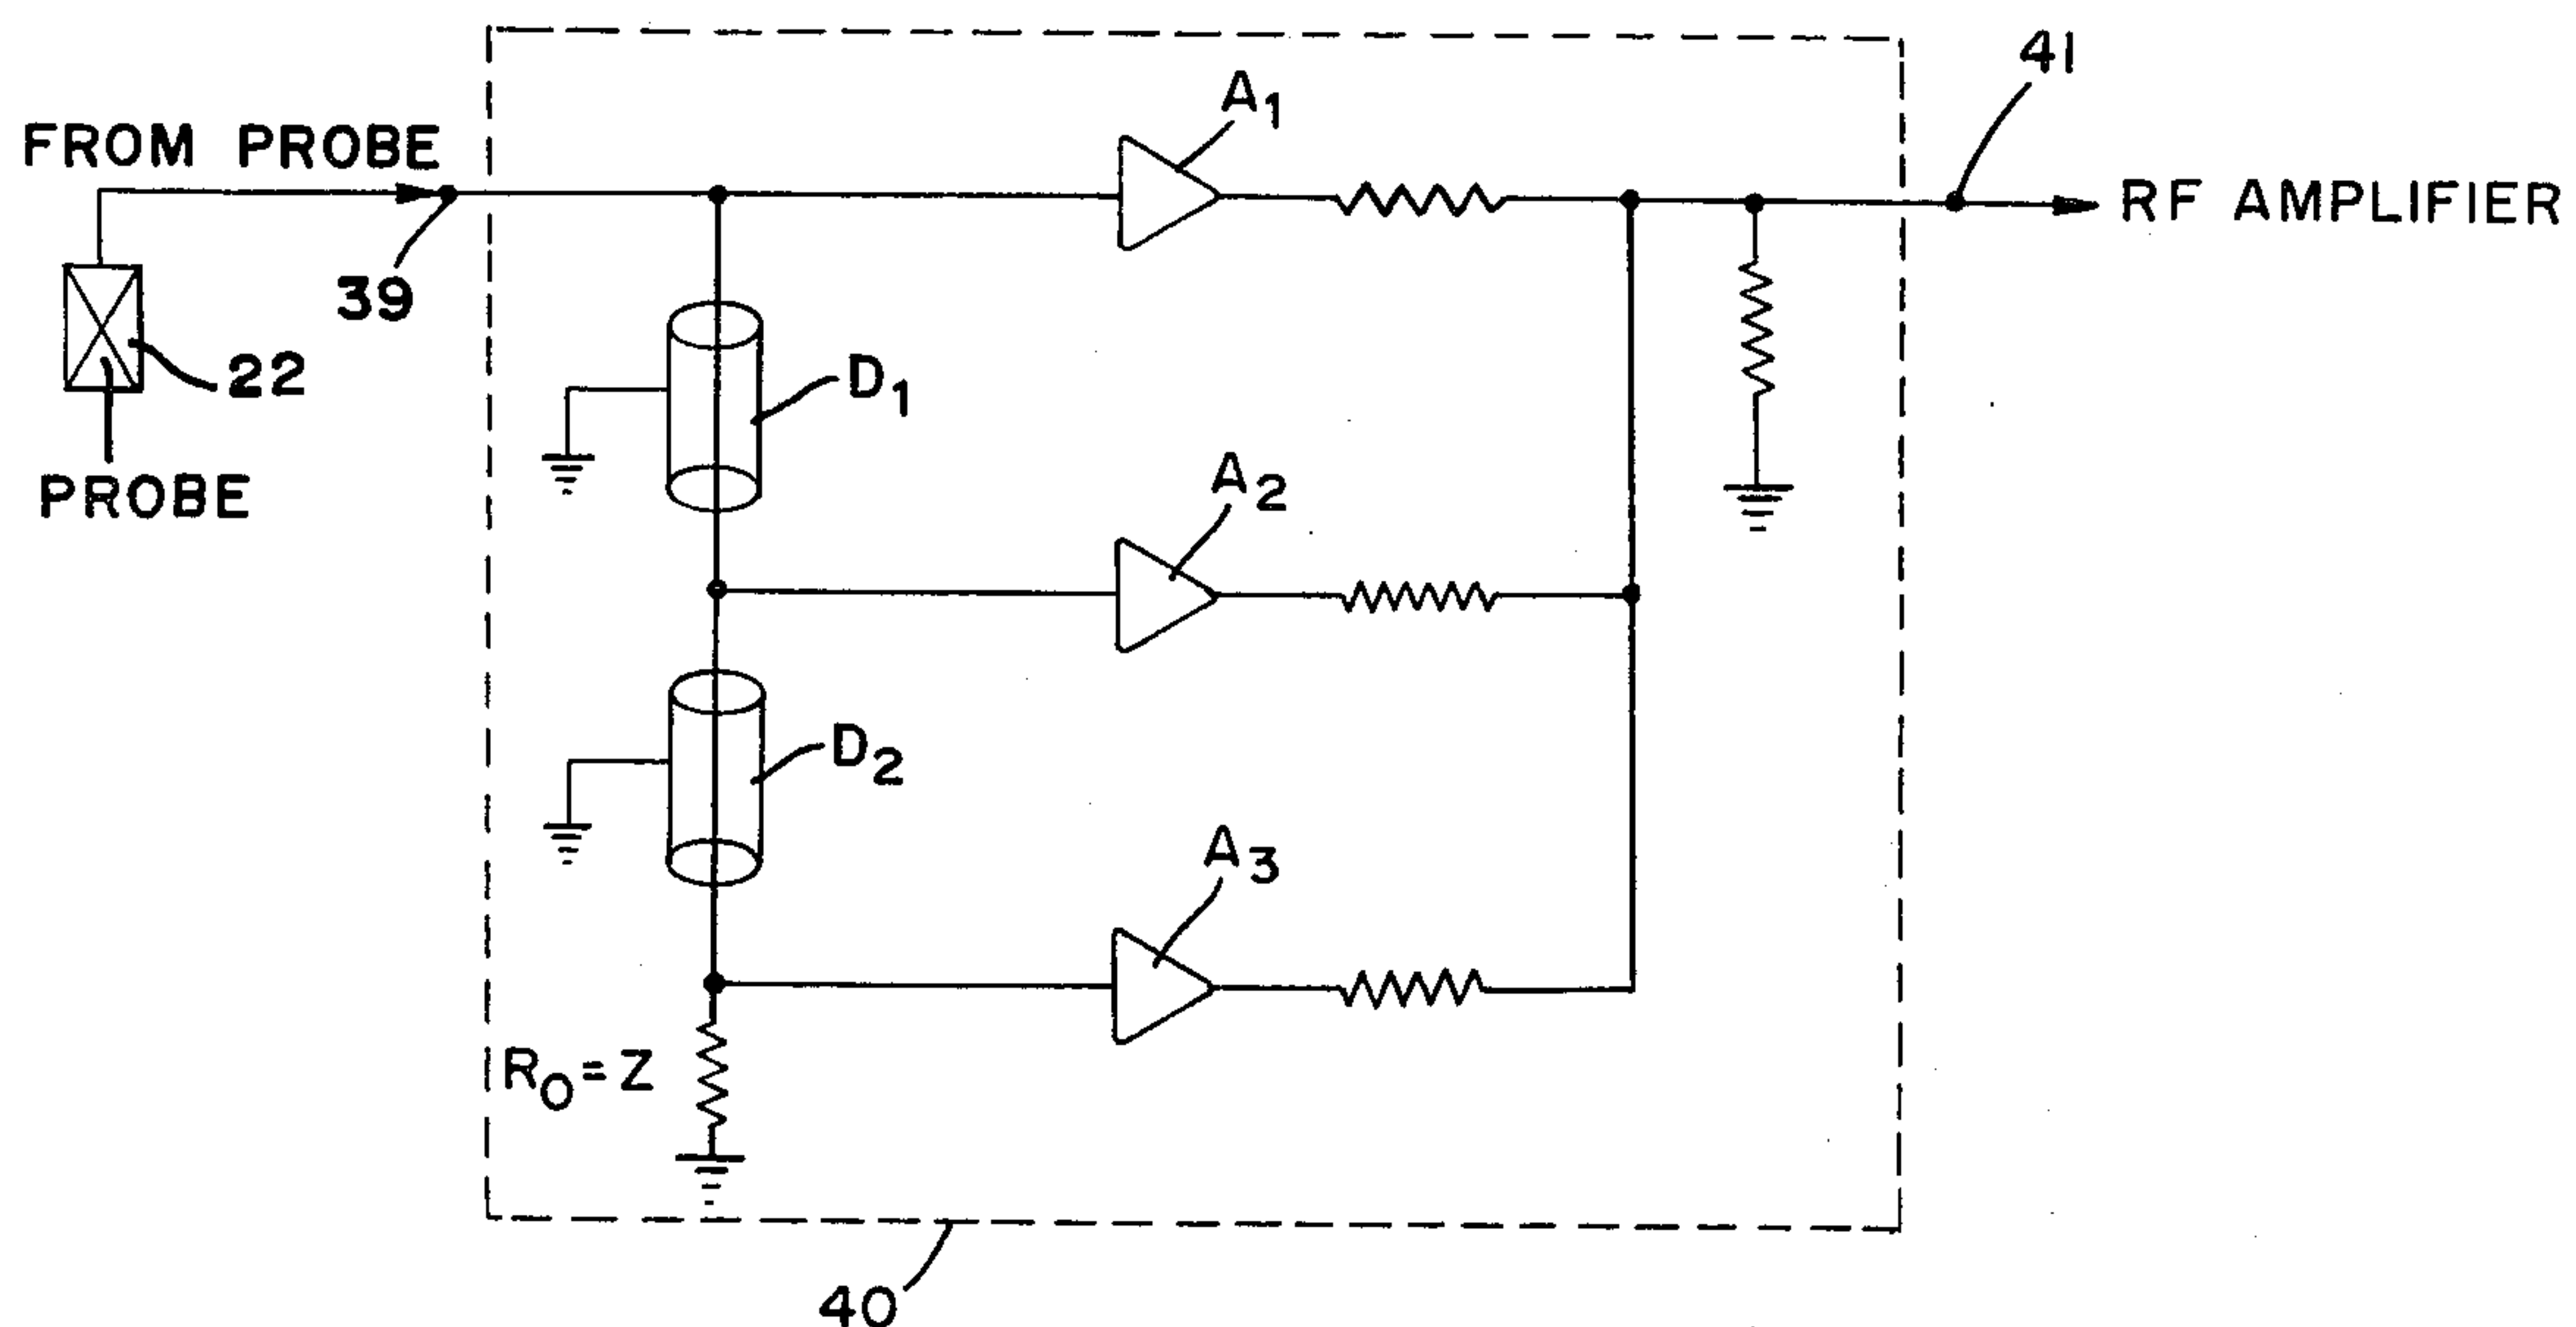 41
A1
FROM PROBE
RF AMPLIFIER
39
22
D1
PROBE
A2
D2
A3
R0=Z
40